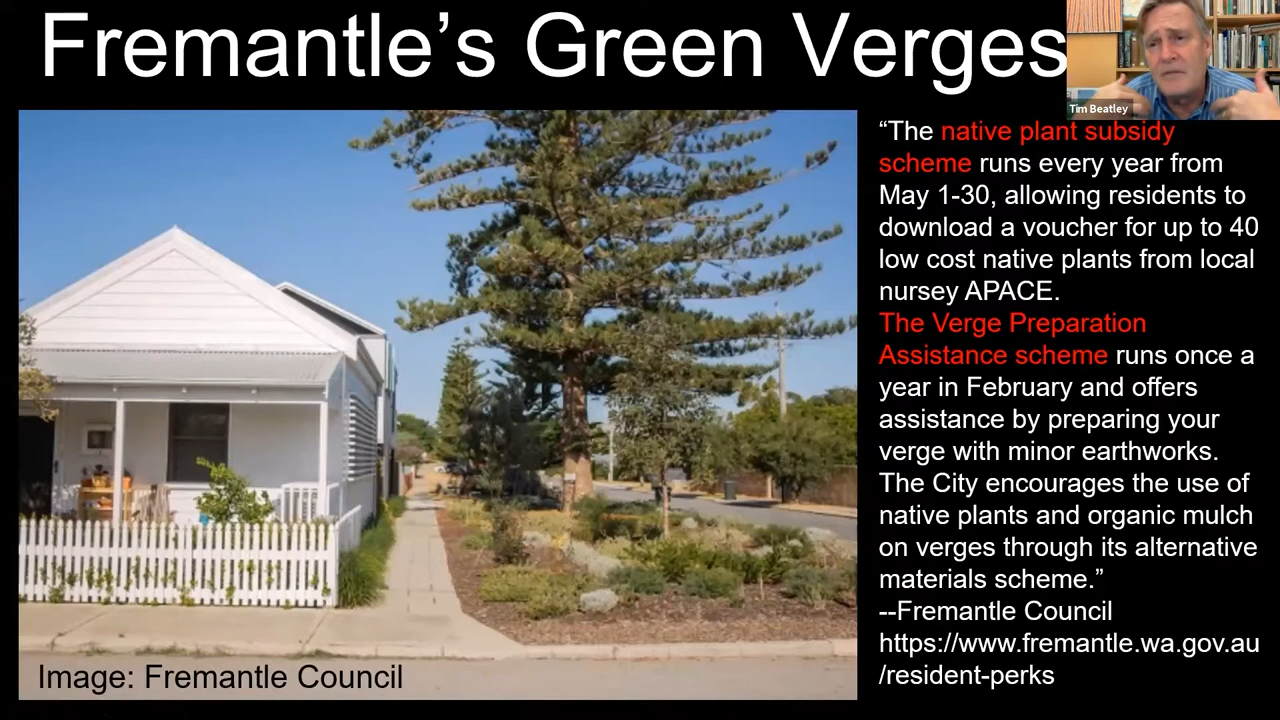 Fremantle's Green Verges
Tim Beatley
“The native plant subsidy
scheme runs every year from
May 1-30, allowing residents to
download a voucher for up to 40
low cost native plants from local
nursey APACE.
The Verge Preparation
Assistance scheme runs once a
year in February and offers
assistance by preparing your
verge with minor earthworks.
The City encourages the use of
native plants and organic mulch
on verges through its alternative
materials scheme.”
--Fremantle Council
https://www.fremantle.wa.gov.au
/resident-perks
Image: Fremantle Council